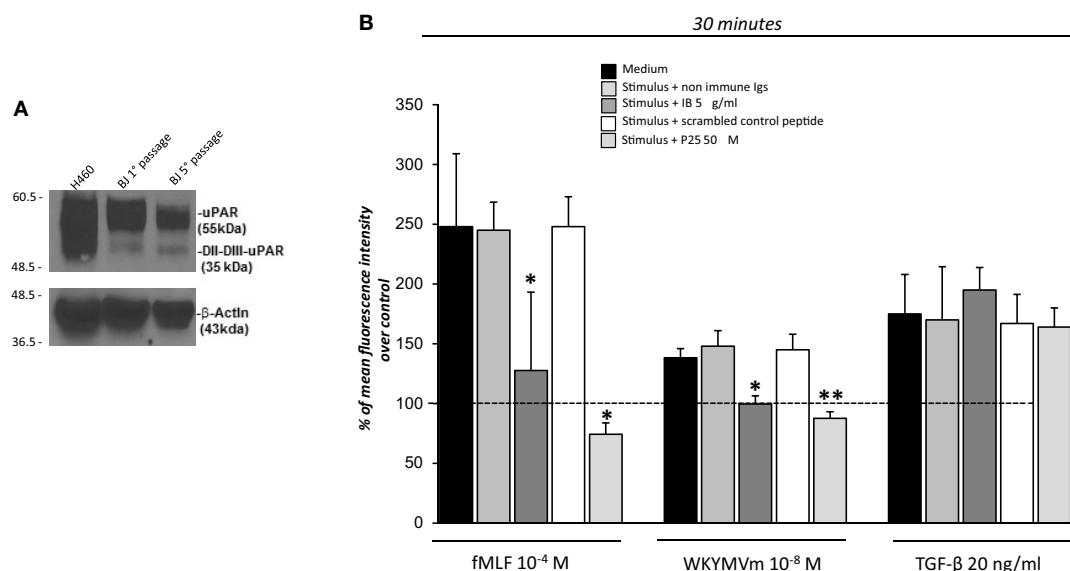 A
H460
BJ 1° passage
BJ 5° passage
60.5 -
-uPAR
(55kDa)
-DII-DIII-uPAR
(35 kDa)
48.5 -
48.5 -
-β-ActIn
(43kda)
36.5 -
B
30 minutes
Medium
Stimulus + non immune Igs
Stimulus + IB 5 g/ml
Stimulus + scrambled control peptide
Stimulus + P25 50 M
% of mean fluorescence intensity
over control
350
300
250
200
150
100
50
0
*
*
*
**
fMLF 10-4 M
WKYMVm 10-8 M
TGF-β 20 ng/ml